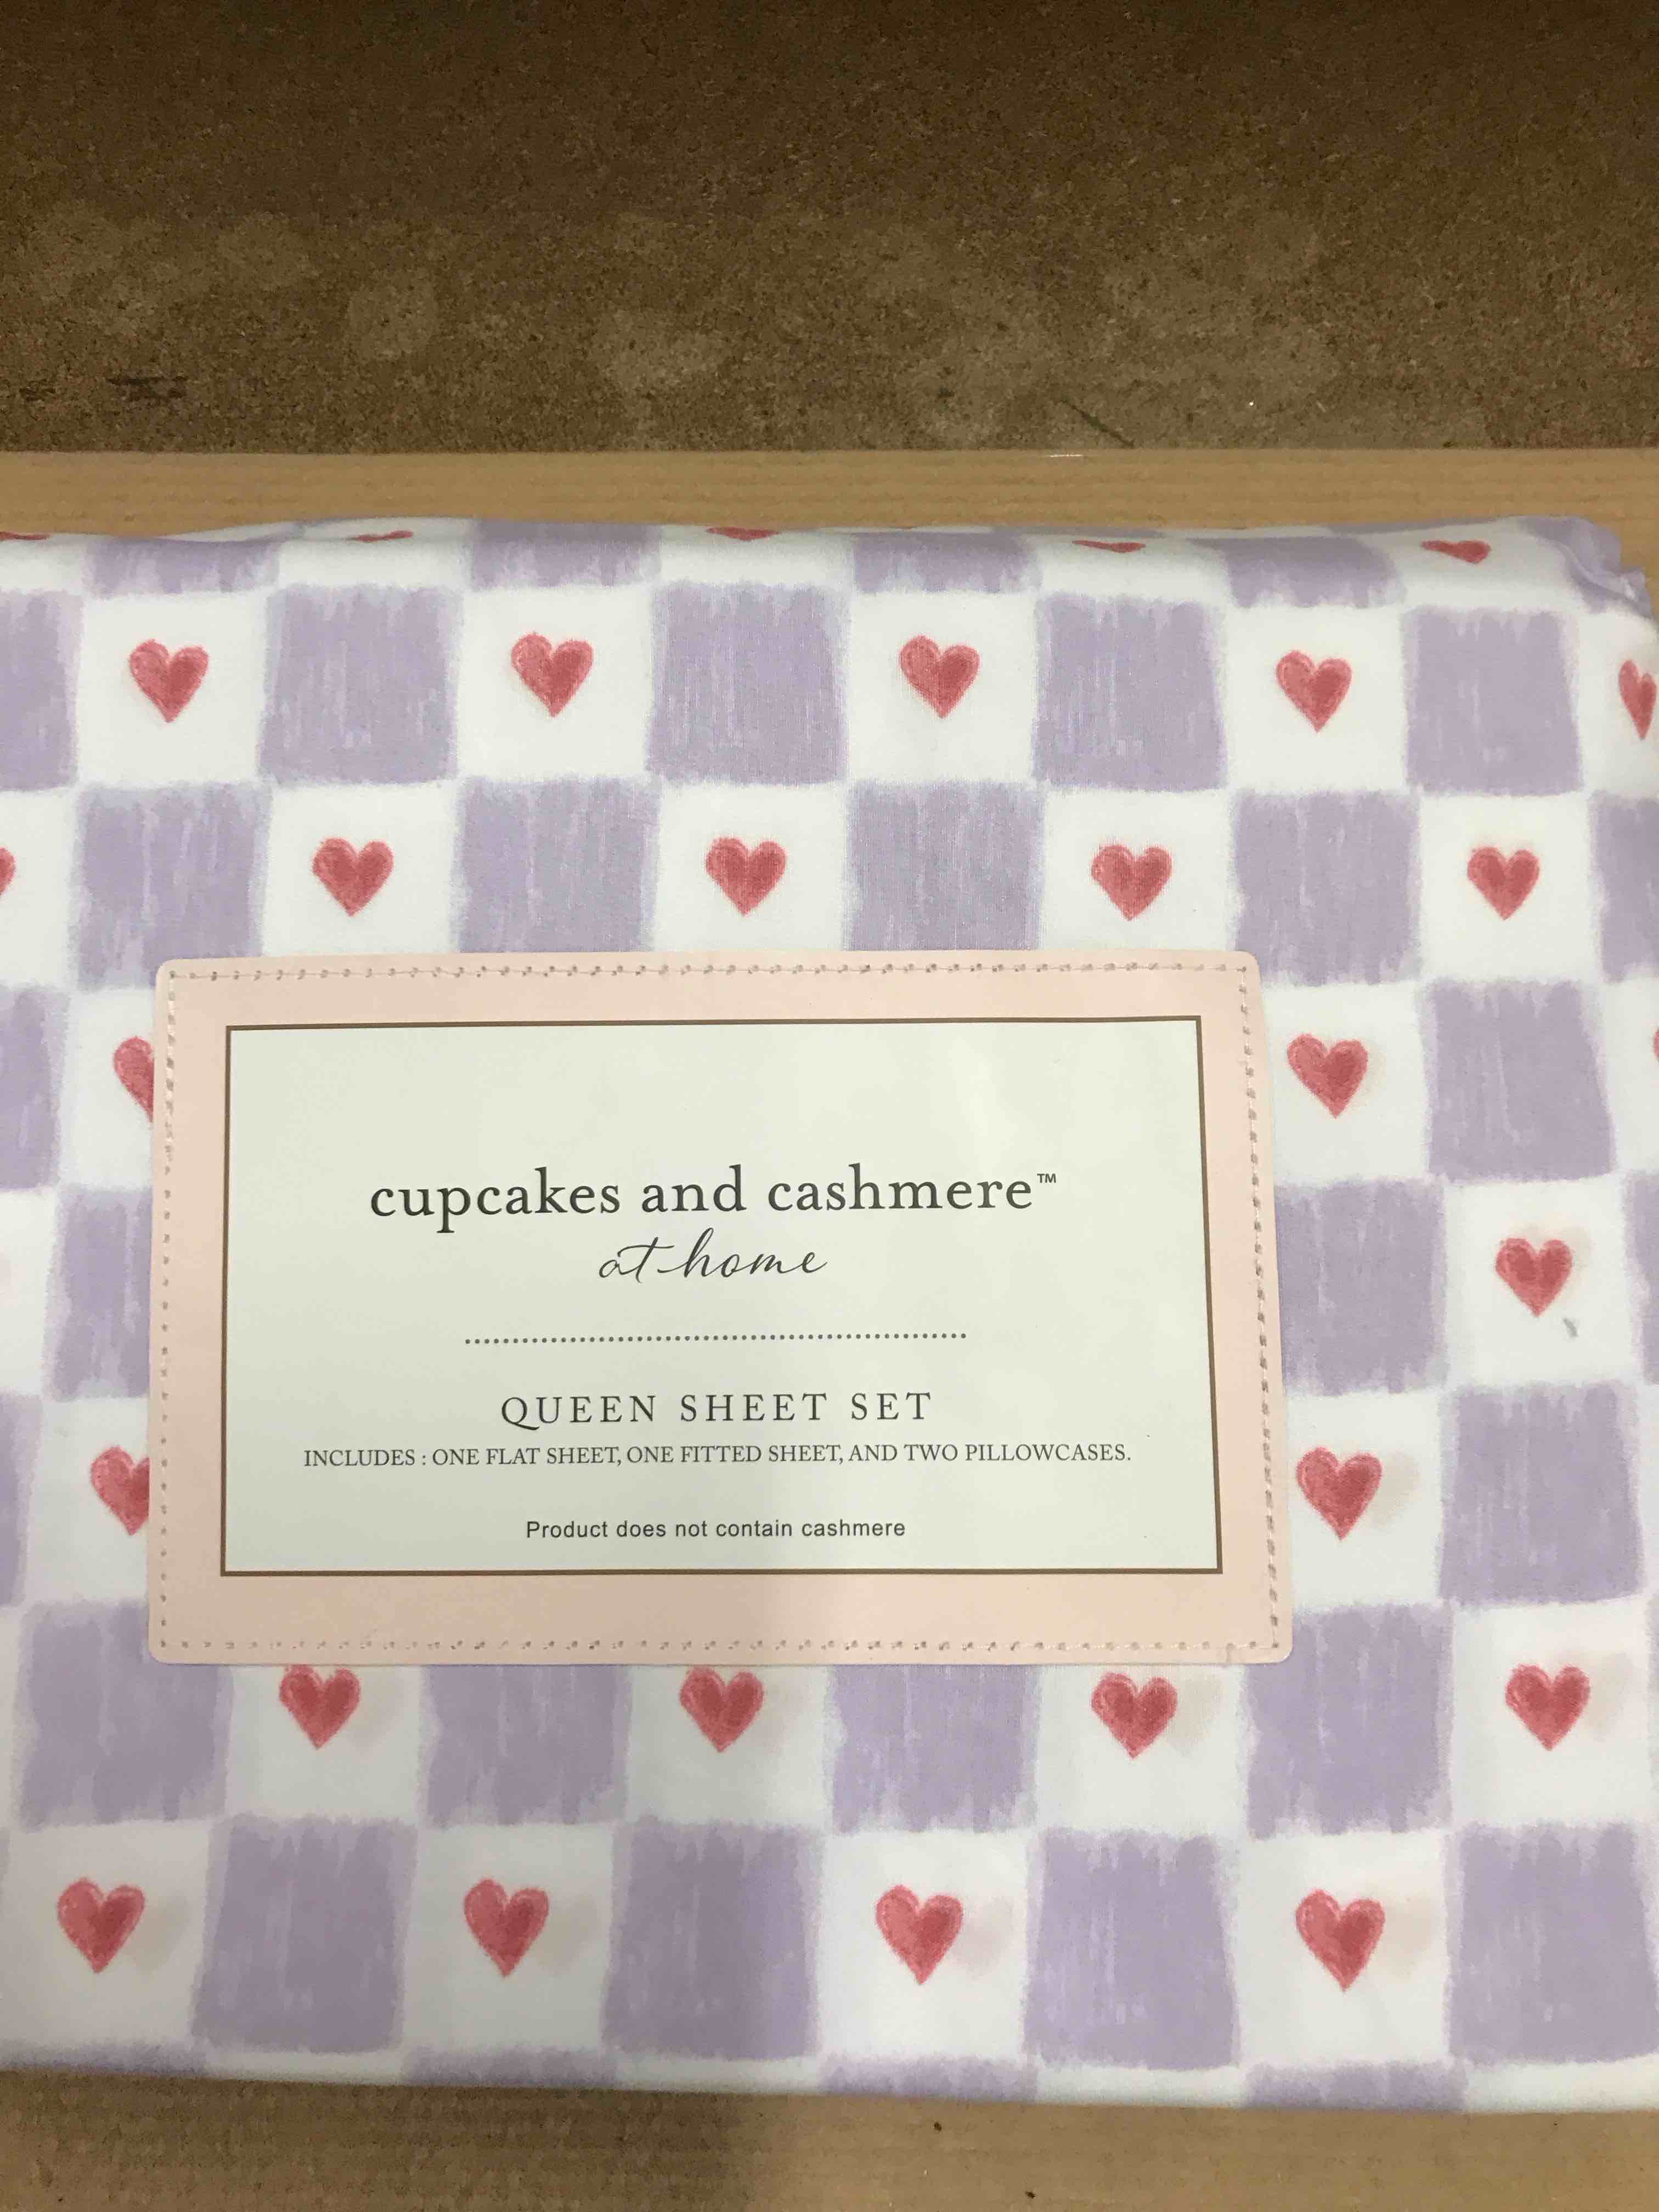 cupcakes and cashmere™
at home
QUEEN SHEET SET
INCLUDES : ONE FLAT SHEET, ONE FITTED SHEET, AND TWO PILLOWCASES.
Product does not contain cashmere